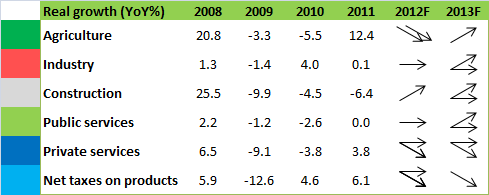 Real growth (YoY%) 2008 2009 2010 2011 2012F 2013F
Agriculture 20.8 -3.3 -5.5 12.4
Industry 1.3 -1.4 4.0 0.1
Construction 25.5 -9.9 -4.5 -6.4
Public services 2.2 -1.2 -2.6 0.0
Private services 6.5 -9.1 -3.8 3.8
Net taxes on products 5.9 -12.6 4.6 6.1